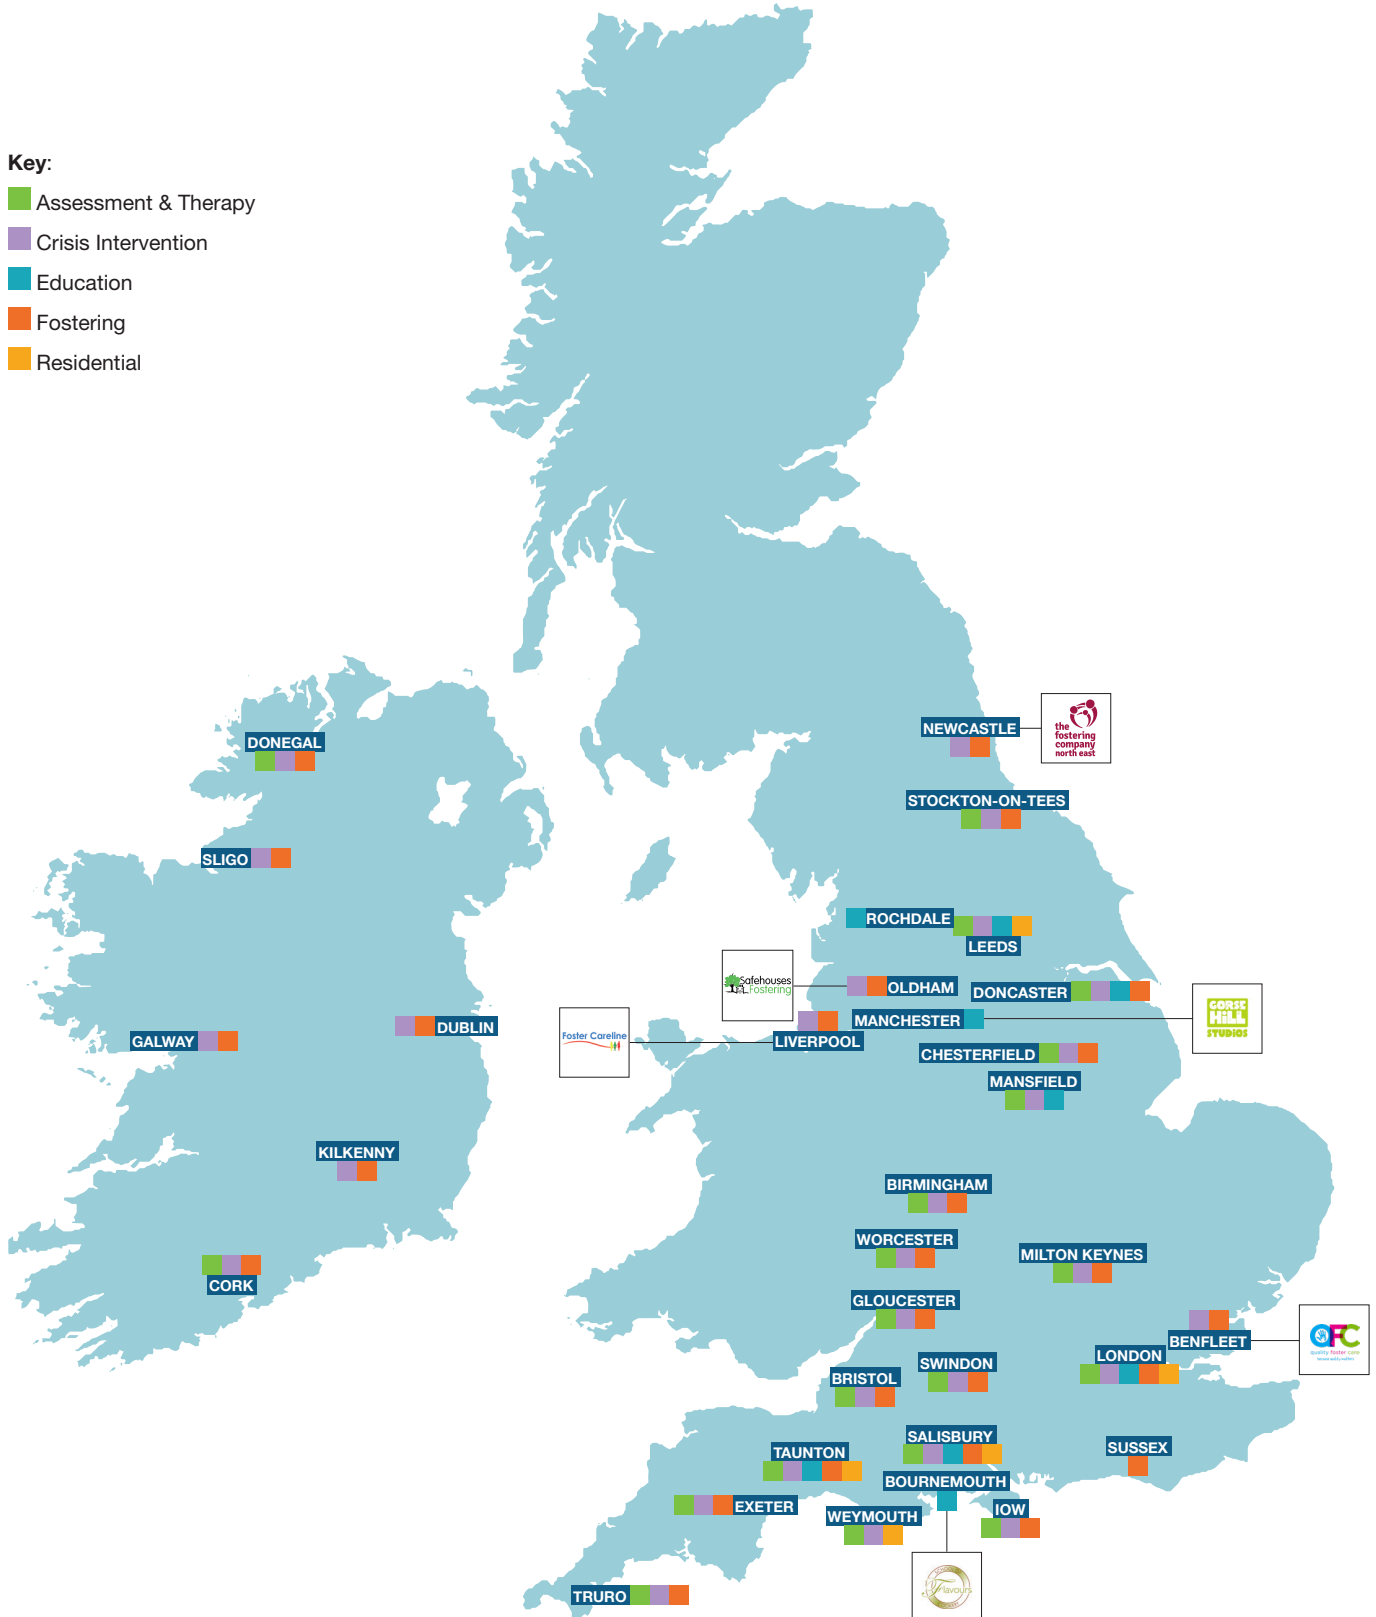 Key:
Assessment & Therapy
Crisis Intervention
Education
Fostering
Residential
NEWCASTLE
the
fostering
company
north east
DONEGAL
STOCKTON-ON-TEES
SLIGO
ROCHDALE
LEEDS
Safehouses
Fostering
OLDHAM
DONCASTER
GORSE
HiLL
STUDIOS
DUBLIN
MANCHESTER
GALWAY
Foster Careline
LIVERPOOL
CHESTERFIELD
MANSFIELD
KILKENNY
BIRMINGHAM
WORCESTER
MILTON KEYNES
CORK
GLOUCESTER
BENFLEET
QFC
quality foster care
LONDON
SWINDON
BRISTOL
SALISBURY
SUSSEX
TAUNTON
BOURNEMOUTH
EXETER
IOW
WEYMOUTH
Flavours
TRURO